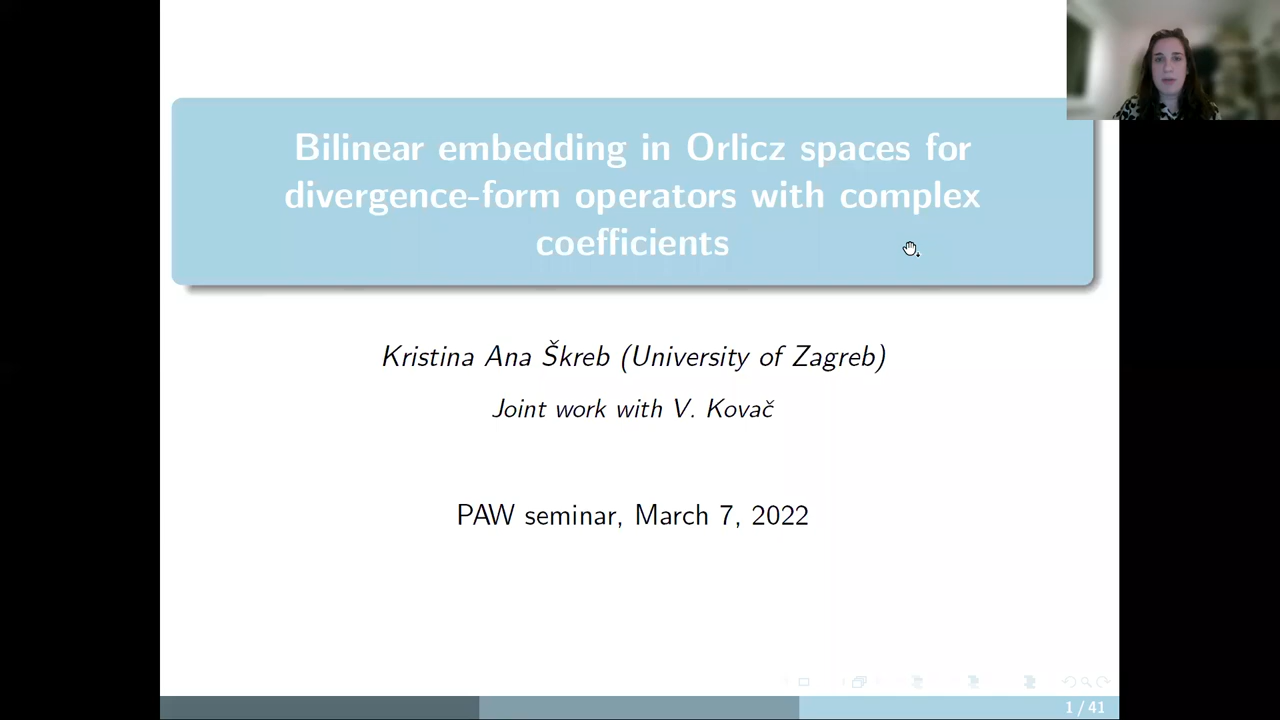 Bilinear embedding in Orlicz spaces for
divergence-form operators with complex
coefficients
Kristina Ana Škreb (University of Zagreb)
Joint work with V. Kovač
PAW seminar, March 7, 2022
1 / 41